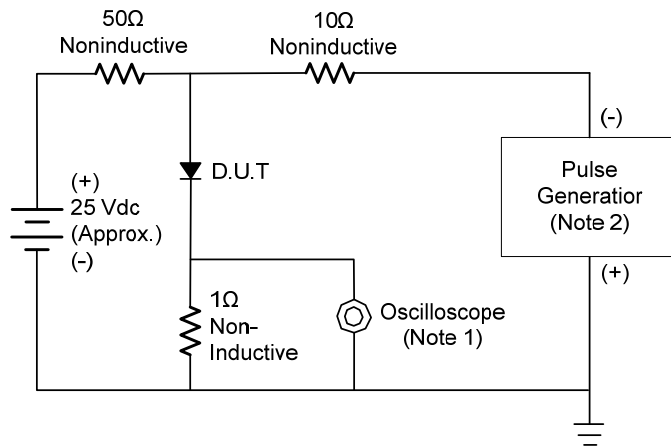 50Ω
Noninductive
10Ω
Noninductive
(+)
25 Vdc
(Approx.)
(-)
D.U.T
1Ω
Non-
Inductive
Oscilloscope
(Note 1)
(-)
Pulse
Generatior
(Note 2)
(+)